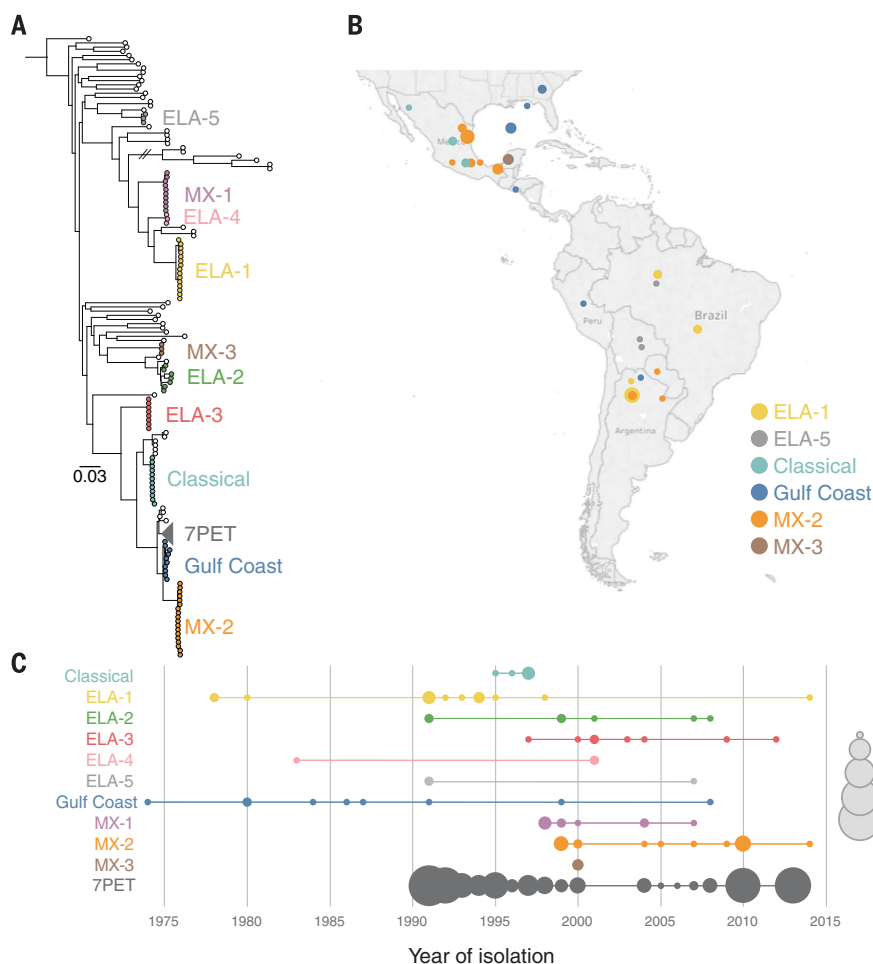 A
B
ELA-5
MX-1
ELA-4
ELA-1
MX-3
ELA-2
ELA-3
0.03
Classical
7PET
Gulf Coast
MX-2
Peru
Brazil
Argentina
ELA-1
ELA-5
Classical
Gulf Coast
MX-2
MX-3
C
Classical
ELA-1
ELA-2
ELA-3
ELA-4
ELA-5
Gulf Coast
MX-1
MX-2
MX-3
7PET
1975 1980 1985 1990 1995 2000 2005 2010 2015
Year of isolation